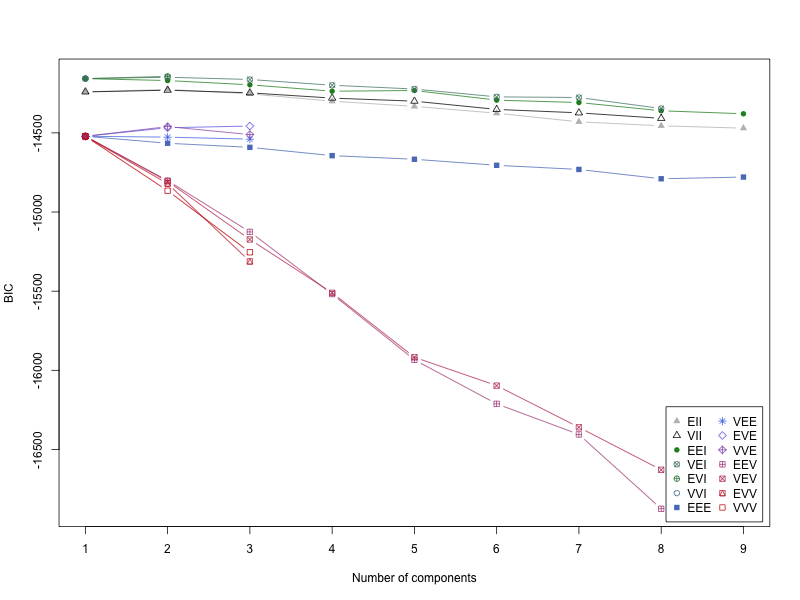 -14500
-15000
-15500
-16000
-16500
BIC
1 2 3 4 5 6 7 8 9
Number of components
EII VEE
VII EVE
EEI VVE
VEI EEV
EVI VEV
VVI EVV
EEE VVV